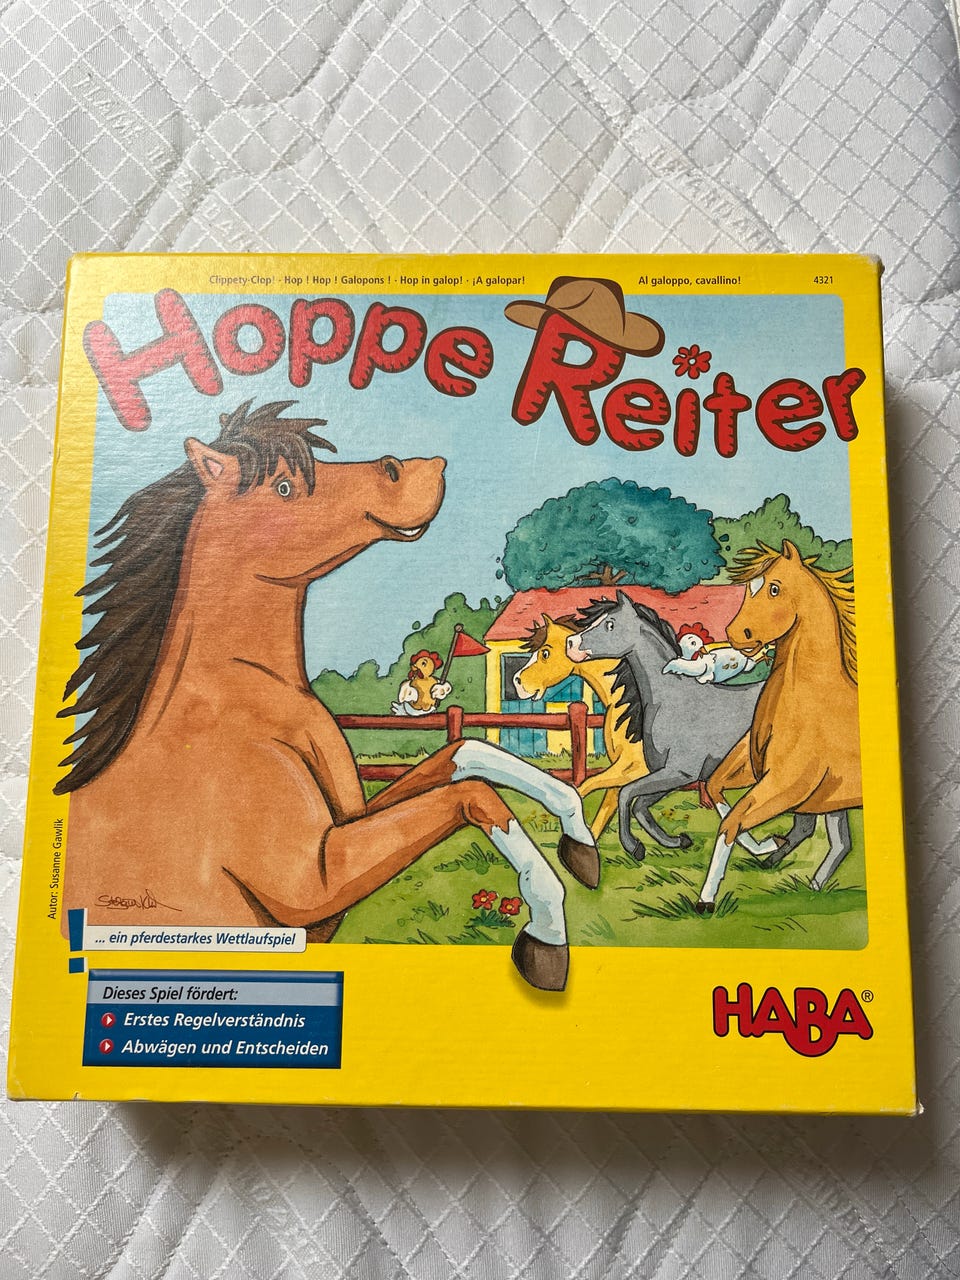 Clippety-Clop! · Hop ! Hop ! Galopons ! · Hop in galop! · ¡A galopar! Al galoppo, cavallino! 4321
Hoppe Reiter
Autor: Susanne Gawlik
... ein pferdestarkes Wettlaufspiel
Dieses Spiel fördert:
Erstes Regelverständnis
Abwägen und Entscheiden
HABA®